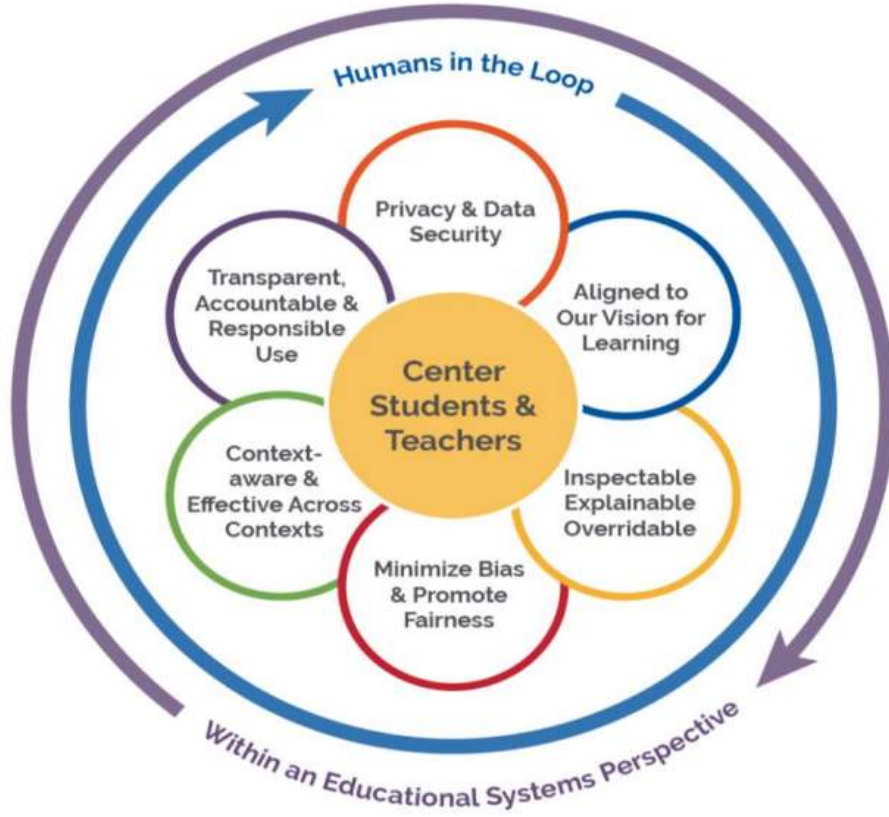 Humans in the Loop
Privacy & Data
Security
Aligned to
Our Vision for
Learning
Inspectable
Explainable
Overridable
Minimize Bias
& Promote
Fairness
Context-
aware &
Effective Across
Contexts
Transparent,
Accountable &
Responsible
Use
Center
Students &
Teachers
Within an Educational Systems Perspective